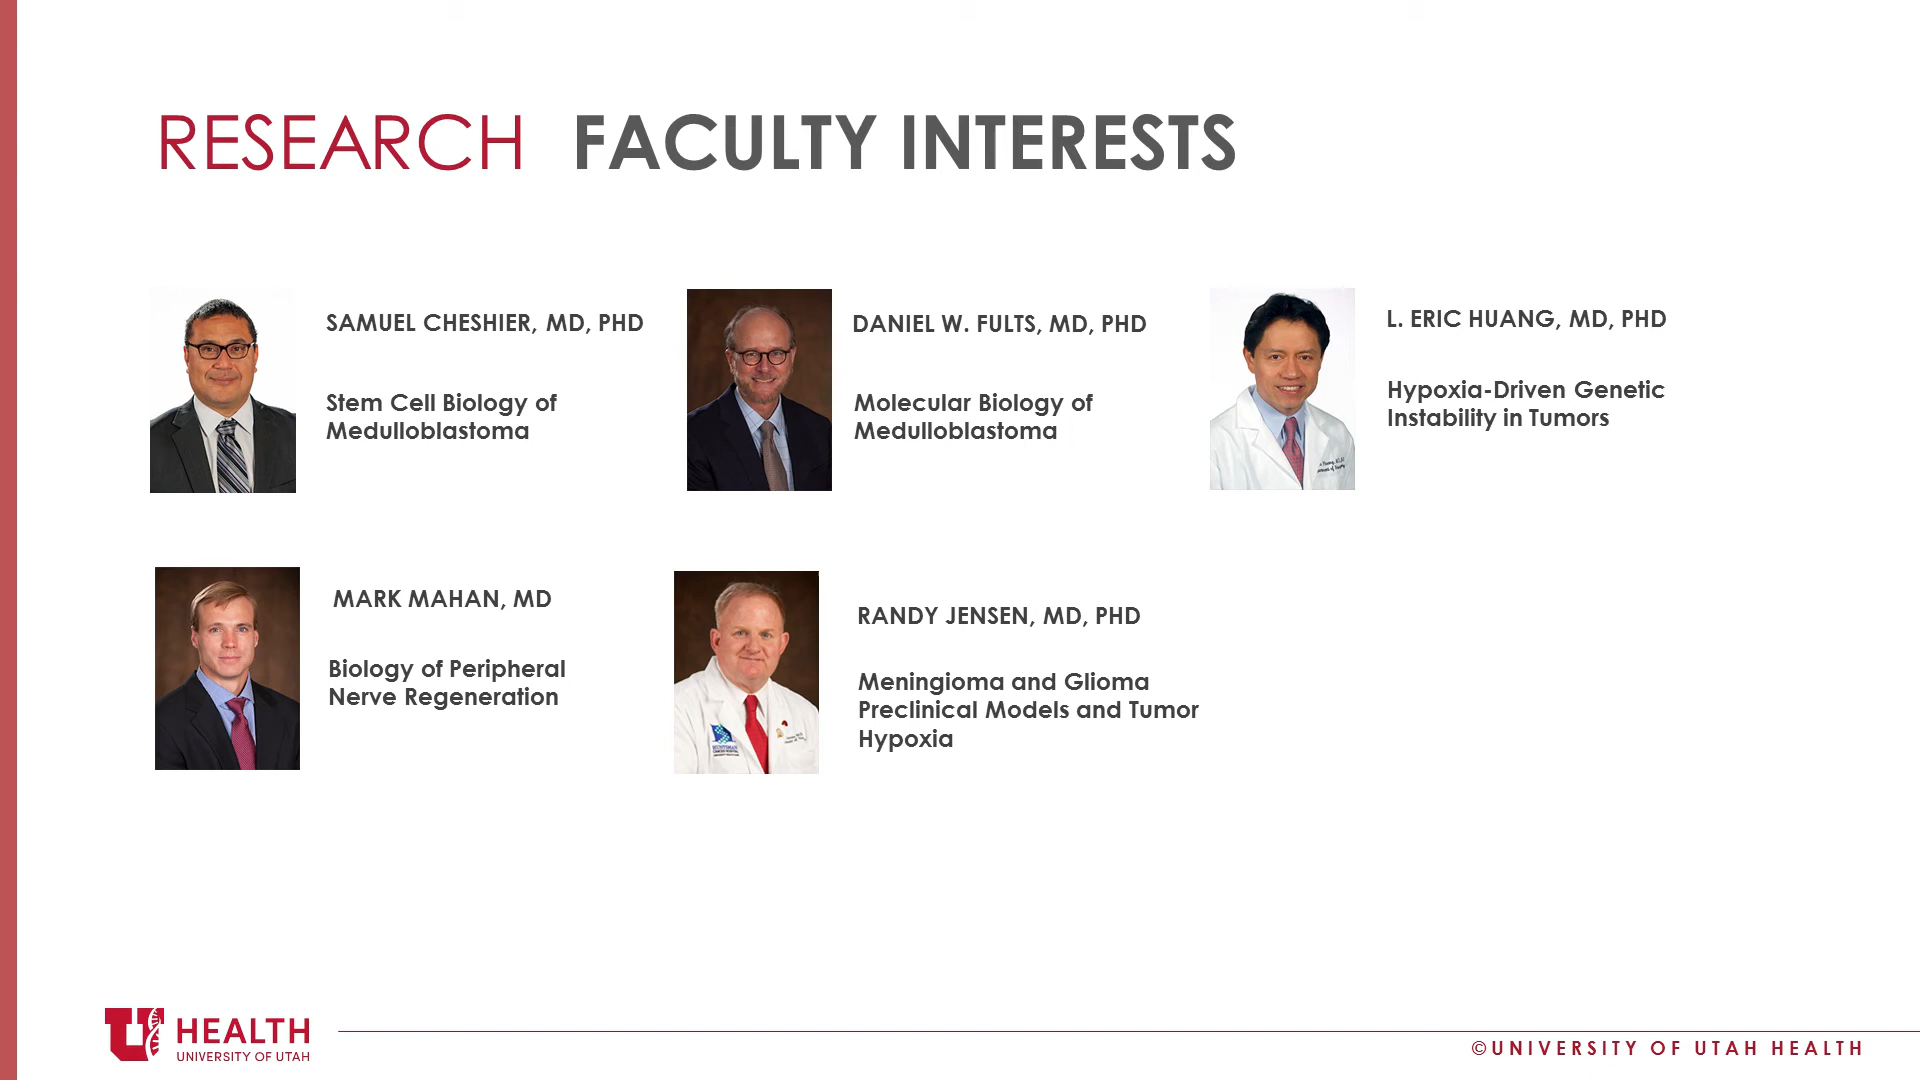 RESEARCH FACULTY INTERESTS
SAMUEL CHESHIER, MD, PHD
Stem Cell Biology of
Medulloblastoma
DANIEL W. FULTS, MD, PHD
Molecular Biology of
Medulloblastoma
L. ERIC HUANG, MD, PHD
Hypoxia-Driven Genetic
Instability in Tumors
MARK MAHAN, MD
Biology of Peripheral
Nerve Regeneration
RANDY JENSEN, MD, PHD
Meningioma and Glioma
Preclinical Models and Tumor
Hypoxia
HUNTSMAN
U HEALTH
UNIVERSITY OF UTAH
©UNIVERSITY OF UTAH HEALTH